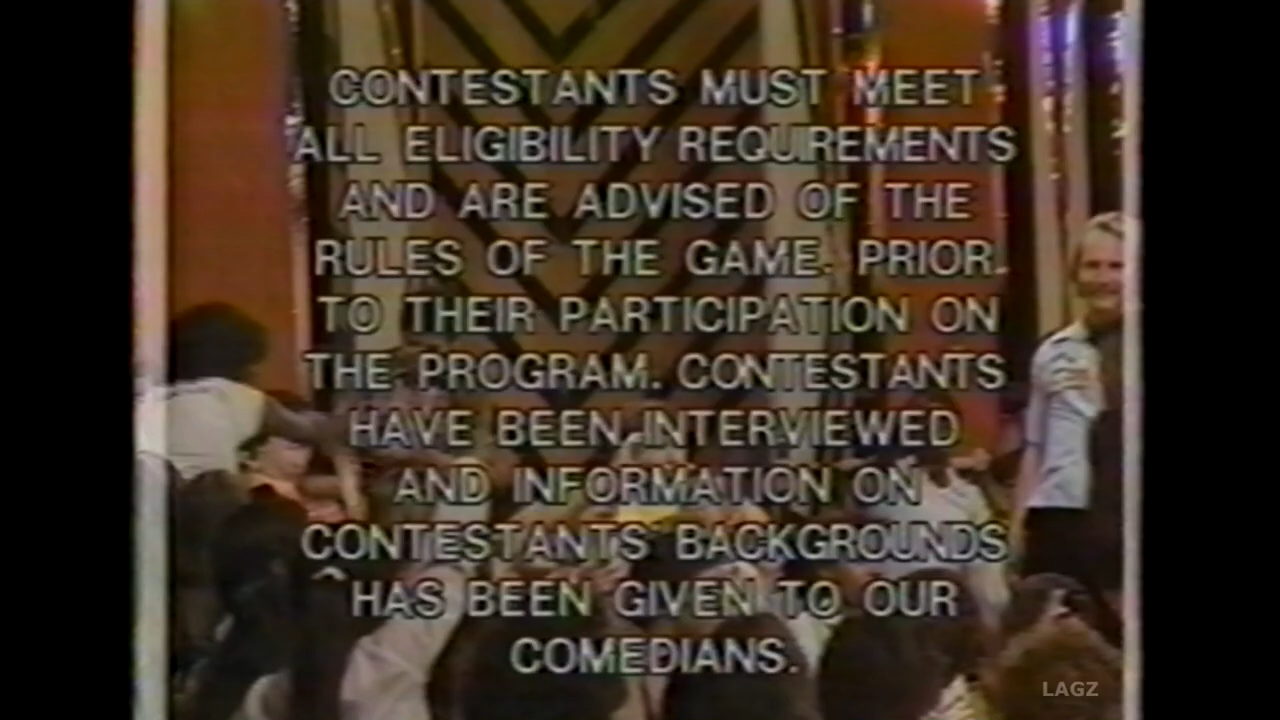 CONTESTANTS MUST MEET
ALL ELIGIBILITY REQUIREMENTS
AND ARE ADVISED OF THE
RULES OF THE GAME. PRIOR.
TO THEIR PARTICIPATION ON
THE PROGRAM. CONTESTANTS
HAVE BEEN INTERVIEWED
AND INFORMATION ON
CONTESTANTS BACKGROUNDS
HAS BEEN GIVEN TO OUR
COMEDIANS.
LAGZ